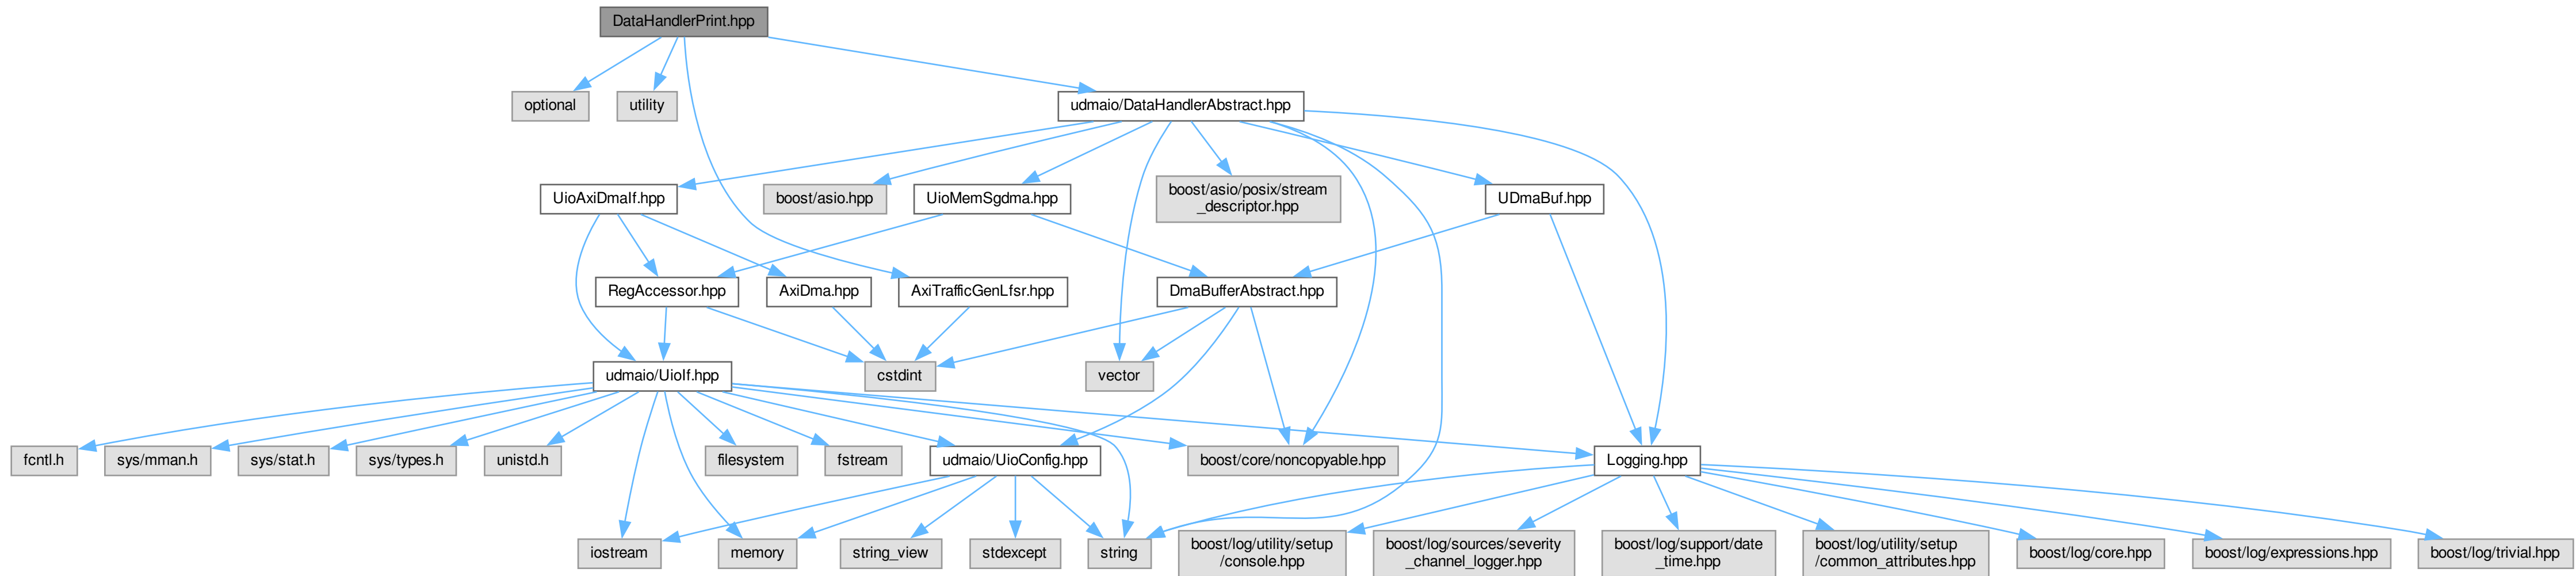 DataHandlerPrint.hpp
optional
utility
udmaio/DataHandlerAbstract.hpp
UioAxiDmaIf.hpp
boost/asio.hpp
UioMemSgdma.hpp
boost/asio/posix/stream
_descriptor.hpp
UDmaBuf.hpp
RegAccessor.hpp
AxiDma.hpp
AxiTrafficGenLfsr.hpp
DmaBufferAbstract.hpp
udmaio/UioIf.hpp
cstdint
vector
fcntl.h
sys/mman.h
sys/stat.h
sys/types.h
unistd.h
filesystem
fstream
udmaio/UioConfig.hpp
boost/core/noncopyable.hpp
Logging.hpp
iostream
memory
string_view
stdexcept
string
boost/log/utility/setup
/console.hpp
boost/log/sources/severity
_channel_logger.hpp
boost/log/support/date
_time.hpp
boost/log/utility/setup
/common_attributes.hpp
boost/log/core.hpp
boost/log/expressions.hpp
boost/log/trivial.hpp